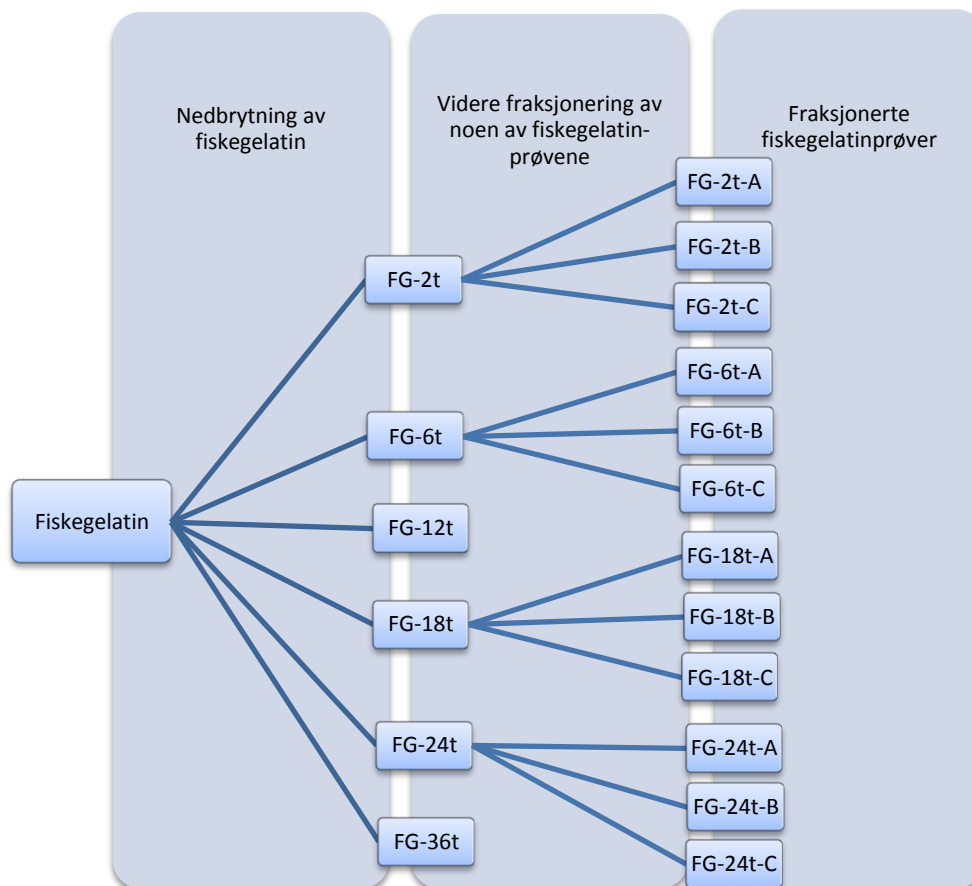 Nedbrytning av
fiskegelatin
Videre fraksjonering av
noen av fiskegelatin-
prøvene
Fraksjonerte
fiskegelatinprøver
Fiskegelatin
FG-2t
FG-6t
FG-12t
FG-18t
FG-24t
FG-36t
FG-2t-A
FG-2t-B
FG-2t-C
FG-6t-A
FG-6t-B
FG-6t-C
FG-18t-A
FG-18t-B
FG-18t-C
FG-24t-A
FG-24t-B
FG-24t-C